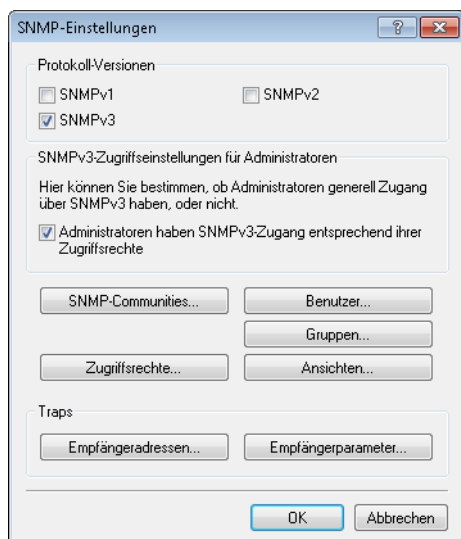 SNMP-Einstellungen
Protokoll-Versionen
SNMPv1 SNMPv2
SNMPv3
SNMPv3-Zugriffseinstellungen für Administratoren
Hier können Sie bestimmen, ob Administratoren generell Zugang
über SNMPv3 haben, oder nicht.
Administratoren haben SNMPv3-Zugang entsprechend ihrer
Zugriffsrechte
SNMP-Communities... Benutzer...
Gruppen...
Zugriffsrechte... Ansichten...
Traps
Empfängeradressen... Empfängerparameter...
OK Abbrechen